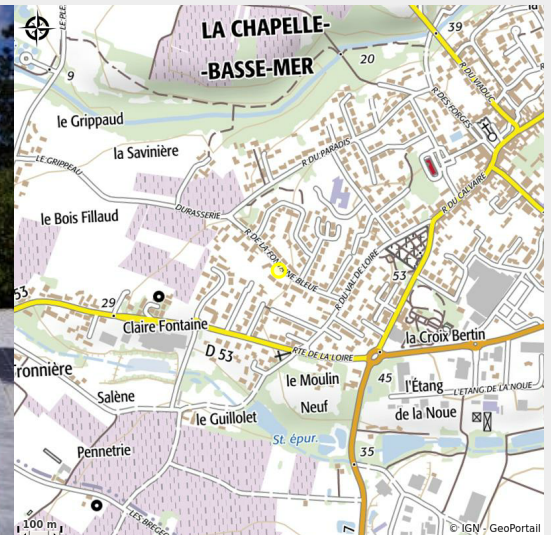 LA CHAPELLE-
-BASSE-MER
39
20
9
R DU VIADUC
R DES FORGES
le Grippaud
la Savinière
R DU PARADIS
LE GRIPPEAU
R DU CALVAIRE
DURASSERIE
le Bois Fillaud
R DE LA FONTAINE BLEUE
R DU VAL DE LOIRE
53
53
29
Claire Fontaine
la Croix Bertin
D 53
RTE DE LA LOIRE
le Moulin
Neuf
45
l'Étang
de la Noue
L'ETANG DE LA NOUE
Salène
le Guillolet
St. épur.
Pennetrie
35
100 m
© IGN - GeoPortail